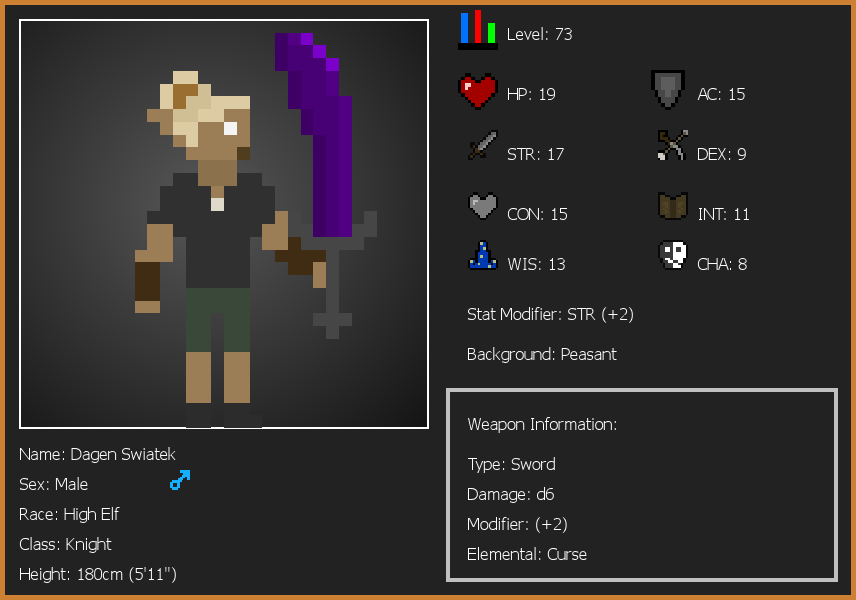 Level: 73
HP: 19
AC: 15
STR: 17
DEX: 9
CON: 15
INT: 11
WIS: 13
CHA: 8
Stat Modifier: STR (+2)
Background: Peasant
Weapon Information:
Type: Sword
Damage: d6
Modifier: (+2)
Elemental: Curse
Name: Dagen Swiatek
Sex: Male
Race: High Elf
Class: Knight
Height: 180cm (5'11")